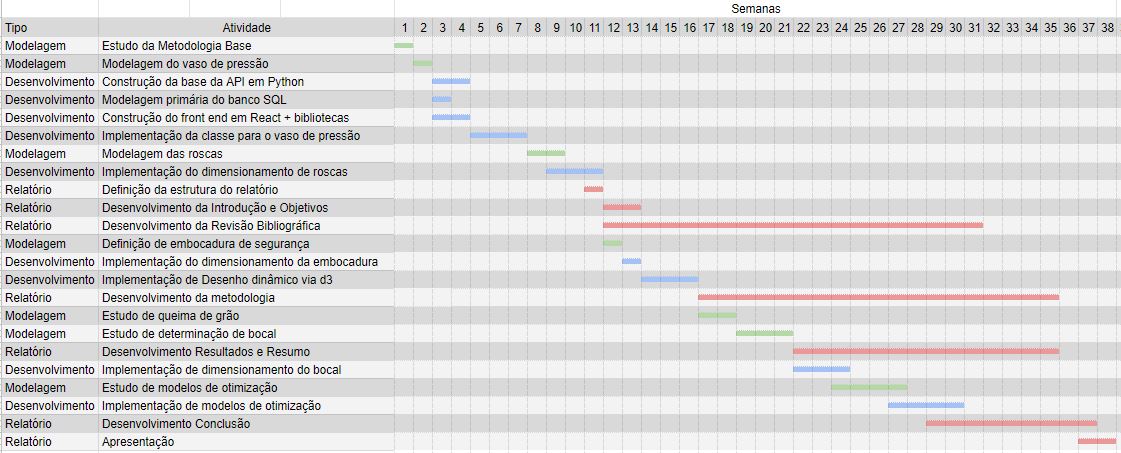 Semanas
Tipo Atividade 1 2 3 4 5 6 7 8 9 10 11 12 13 14 15 16 17 18 19 20 21 22 23 24 25 26 27 28 29 30 31 32 33 34 35 36 37 38
Modelagem Estudo da Metodologia Base
Modelagem Modelagem do vaso de pressão
Desenvolvimento Construção da base da API em Python
Desenvolvimento Modelagem primária do banco SQL
Desenvolvimento Construção do front end em React + bibliotecas
Desenvolvimento Implementação da classe para o vaso de pressão
Modelagem Modelagem das roscas
Desenvolvimento Implementação do dimensionamento de roscas
Relatório Definição da estrutura do relatório
Relatório Desenvolvimento da Introdução e Objetivos
Relatório Desenvolvimento da Revisão Bibliográfica
Modelagem Definição de embocadura de segurança
Desenvolvimento Implementação do dimensionamento da embocadura
Desenvolvimento Implementação de Desenho dinâmico via d3
Relatório Desenvolvimento da metodologia
Modelagem Estudo de queima de grão
Modelagem Estudo de determinação de bocal
Relatório Desenvolvimento Resultados e Resumo
Desenvolvimento Implementação de dimensionamento do bocal
Modelagem Estudo de modelos de otimização
Desenvolvimento Implementação de modelos de otimização
Relatório Desenvolvimento Conclusão
Relatório Apresentação